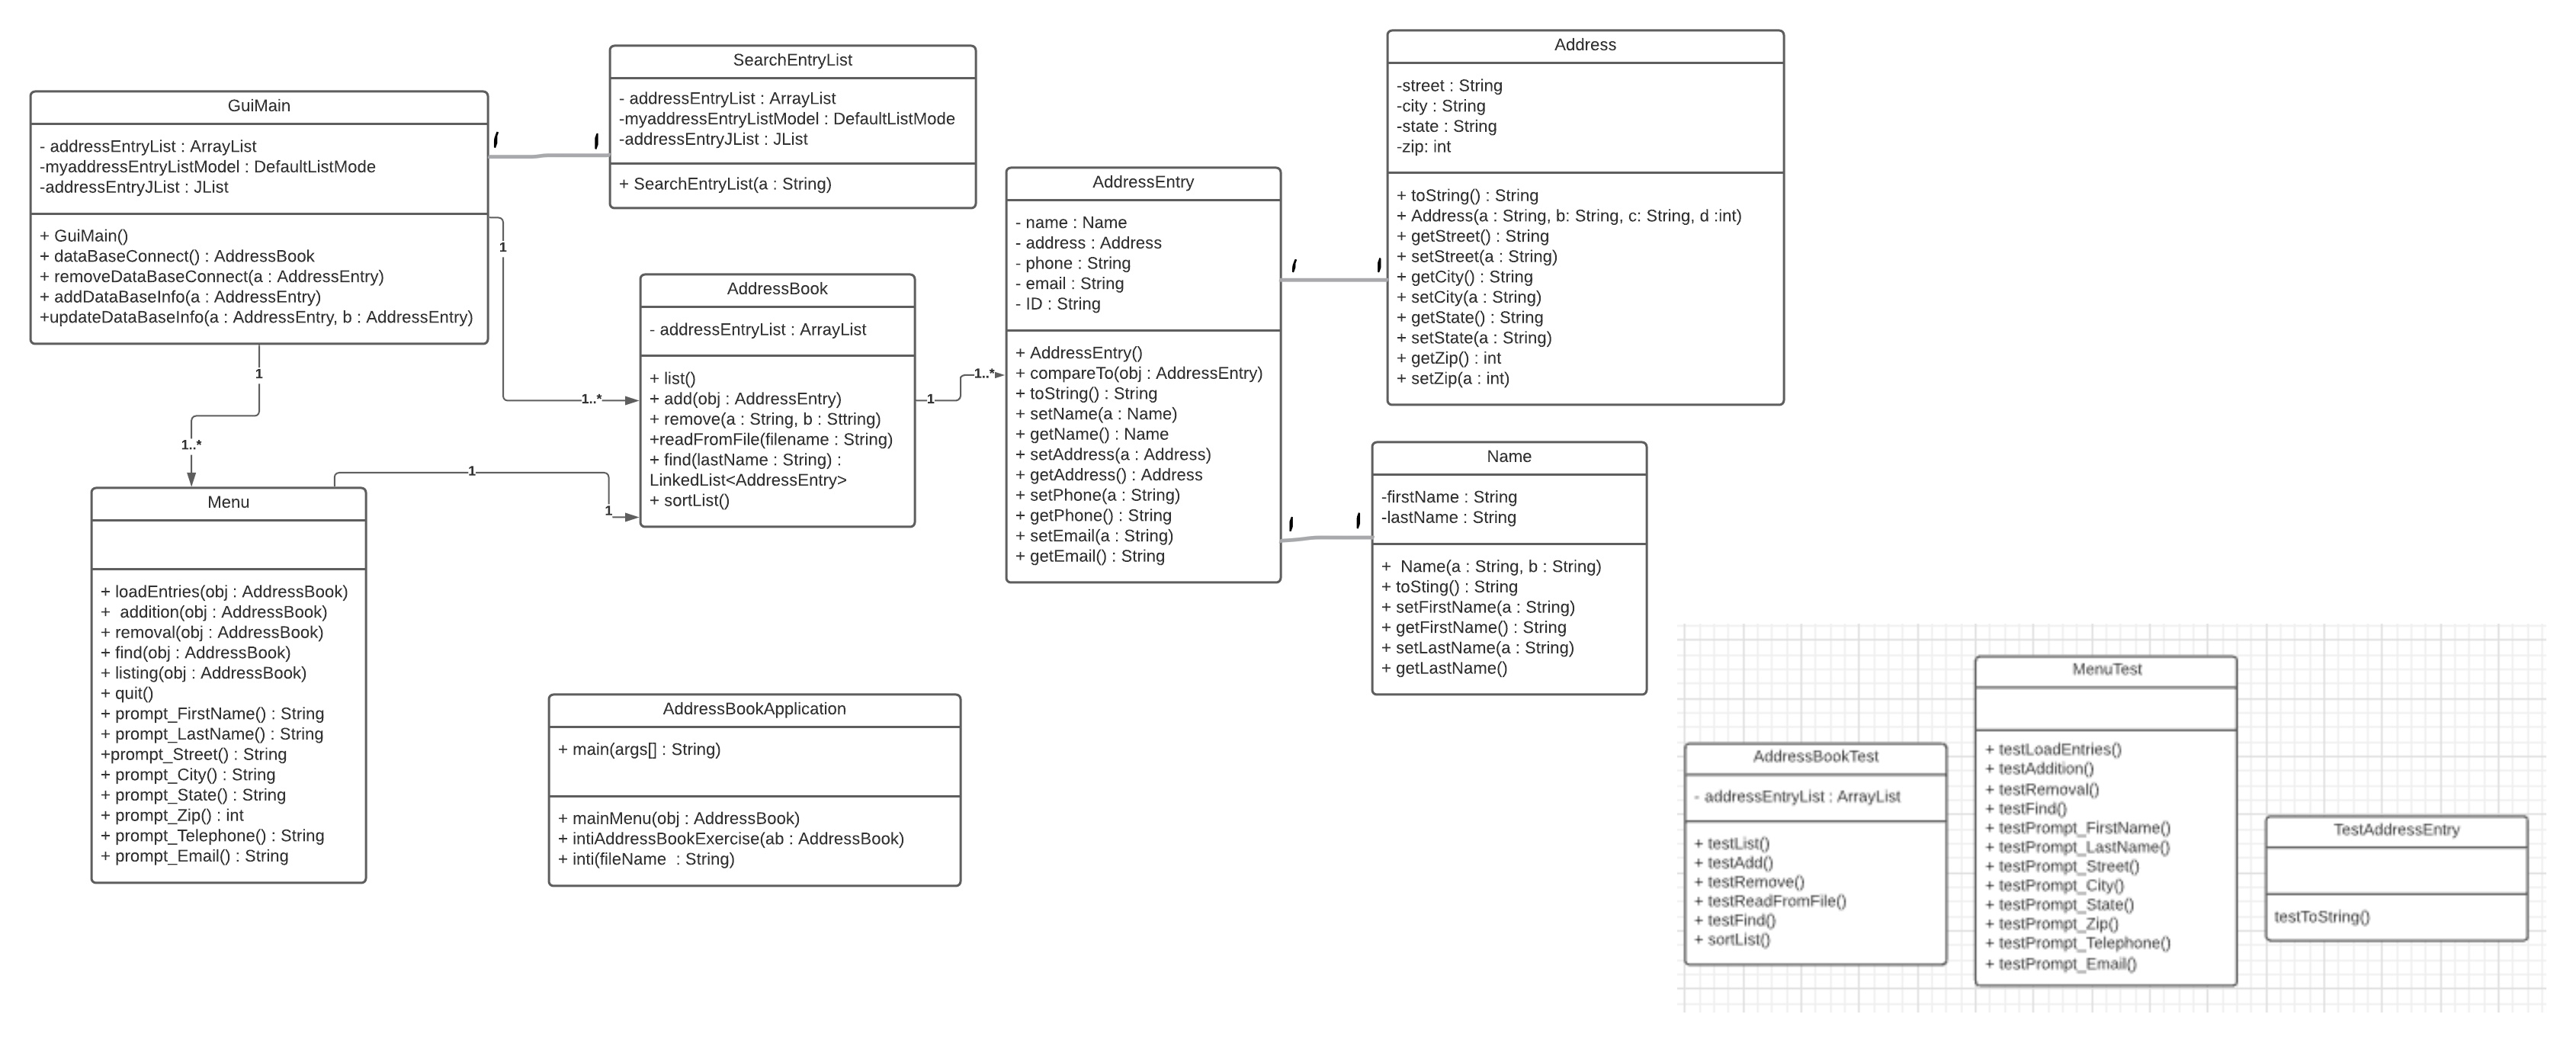 GuiMain
- addressEntryList : ArrayList
-myaddressEntryListModel : DefaultListMode
-addressEntryJList : JList
+ GuiMain()
+ dataBaseConnect() : AddressBook
+ removeDataBaseConnect(a : AddressEntry)
+ addDataBaseInfo(a : AddressEntry)
+updateDataBaseInfo(a : AddressEntry, b : AddressEntry)
1
1
SearchEntryList
- addressEntryList : ArrayList
-myaddressEntryListModel : DefaultListMode
-addressEntryJList : JList
+ SearchEntryList(a : String)
1
1..*
1
1..*
Menu
+ loadEntries(obj : AddressBook)
+  addition(obj : AddressBook)
+ removal(obj : AddressBook)
+ find(obj : AddressBook)
+ listing(obj : AddressBook)
+ quit()
+ prompt_FirstName() : String
+ prompt_LastName() : String
+prompt_Street() : String
+ prompt_City() : String
+ prompt_State() : String
+ prompt_Zip() : int
+ prompt_Telephone() : String
+ prompt_Email() : String
1
1
AddressBook
- addressEntryList : ArrayList
+ list()
+ add(obj : AddressEntry)
+ remove(a : String, b : Sttring)
+readFromFile(filename : String)
+ find(lastName : String) :
LinkedList<AddressEntry>
+ sortList()
1
1..*
AddressEntry
- name : Name
- address : Address
- phone : String
- email : String
- ID : String
+ AddressEntry()
+ compareTo(obj : AddressEntry)
+ toString() : String
+ setName(a : Name)
+ getName() : Name
+ setAddress(a : Address)
+ getAddress() : Address
+ setPhone(a : String)
+ getPhone() : String
+ setEmail(a : String)
+ getEmail() : String
1
1
1
1
Address
-street : String
-city : String
-state : String
-zip: int
+ toString() : String
+ Address(a : String, b: String, c: String, d :int)
+ getStreet() : String
+ setStreet(a : String)
+ getCity() : String
+ setCity(a : String)
+ getState() : String
+ setState(a : String)
+ getZip() : int
+ setZip(a : int)
Name
-firstName : String
-lastName : String
+  Name(a : String, b : String)
+ toSting() : String
+ setFirstName(a : String)
+ getFirstName() : String
+ setLastName(a : String)
+ getLastName()
AddressBookApplication
+ main(args[] : String)
+ mainMenu(obj : AddressBook)
+ intiAddressBookExercise(ab : AddressBook)
+ inti(fileName  : String)
AddressBookTest
- addressEntryList : ArrayList
+ testList()
+ testAdd()
+ testRemove()
+ testReadFromFile()
+ testFind()
+ sortList()
MenuTest
+ testLoadEntries()
+ testAddition()
+ testRemoval()
+ testFind()
+ testPrompt_FirstName()
+ testPrompt_LastName()
+ testPrompt_Street()
+ testPrompt_City()
+ testPrompt_State()
+ testPrompt_Zip()
+ testPrompt_Telephone()
+ testPrompt_Email()
TestAddressEntry
testToString()